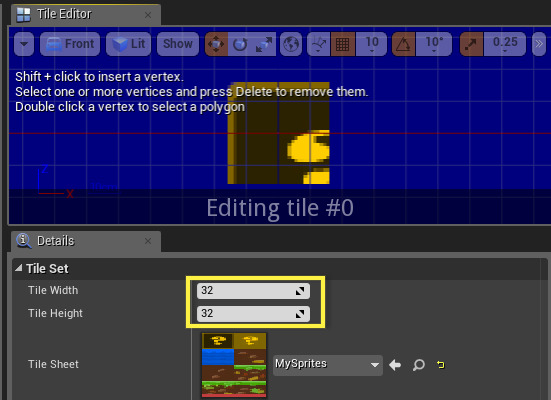 Tile Editor
Front
Lit
Show
10
10°
0.25
Shift + click to insert a vertex.
Select one or more vertices and press Delete to remove them.
Double click a vertex to select a polygon
Z
X
Editing tile #0
Details
Tile Set
Tile Width 32
Tile Height 32
Tile Sheet MySprites